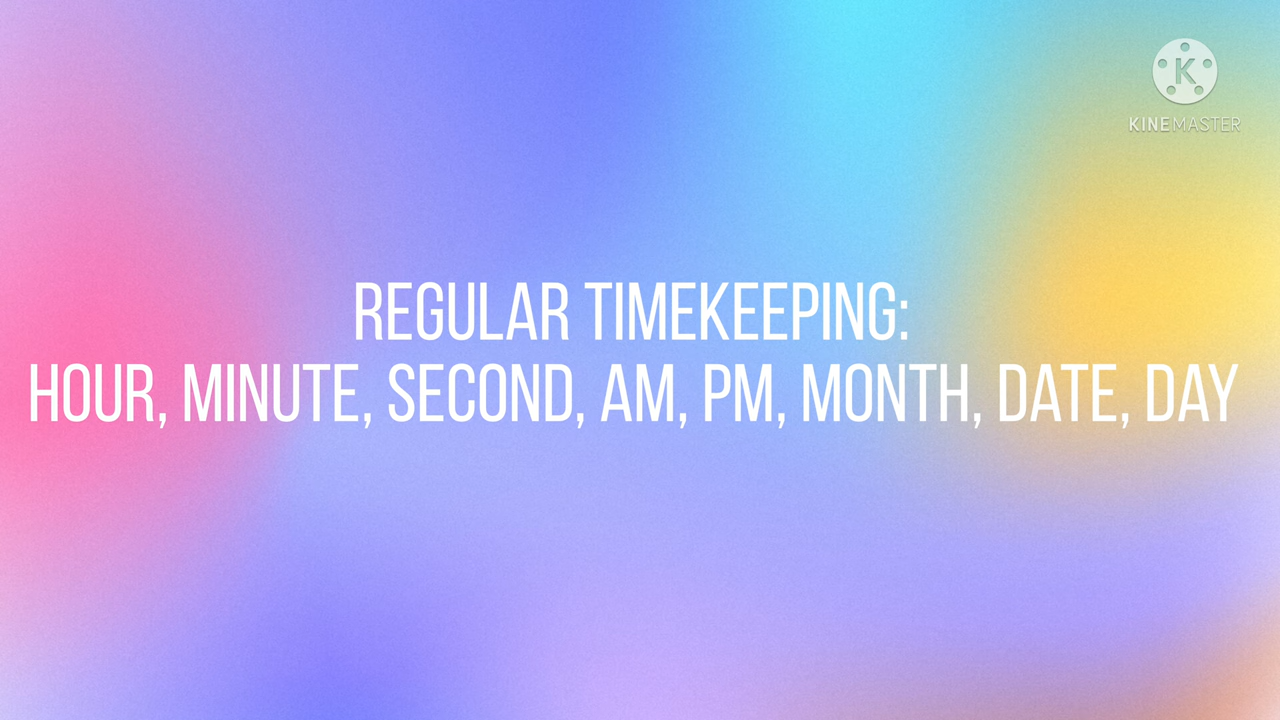 K
KINEMASTER
REGULAR TIMEKEEPING:
HOUR, MINUTE, SECOND, AM, PM, MONTH, DATE, DAY